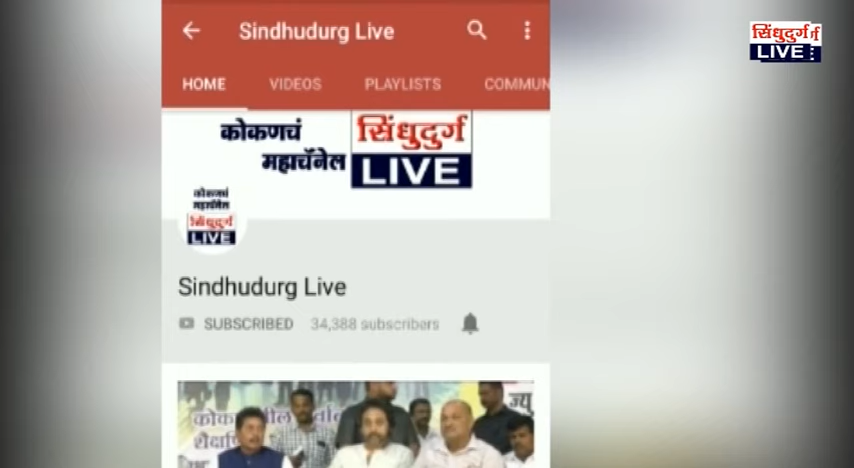 Sindhudurg Live
HOME VIDEOS PLAYLISTS COMMUN
सिंधुदुर्ग
LIVE
कोकणचं
महाचॅनेल
सिंधुदुर्ग
LIVE
कोकणचं
महाचॅनेल
सिंधुदुर्ग
LIVE
Sindhudurg Live
SUBSCRIBED 34,388 subscribers
ज्यु
कोक